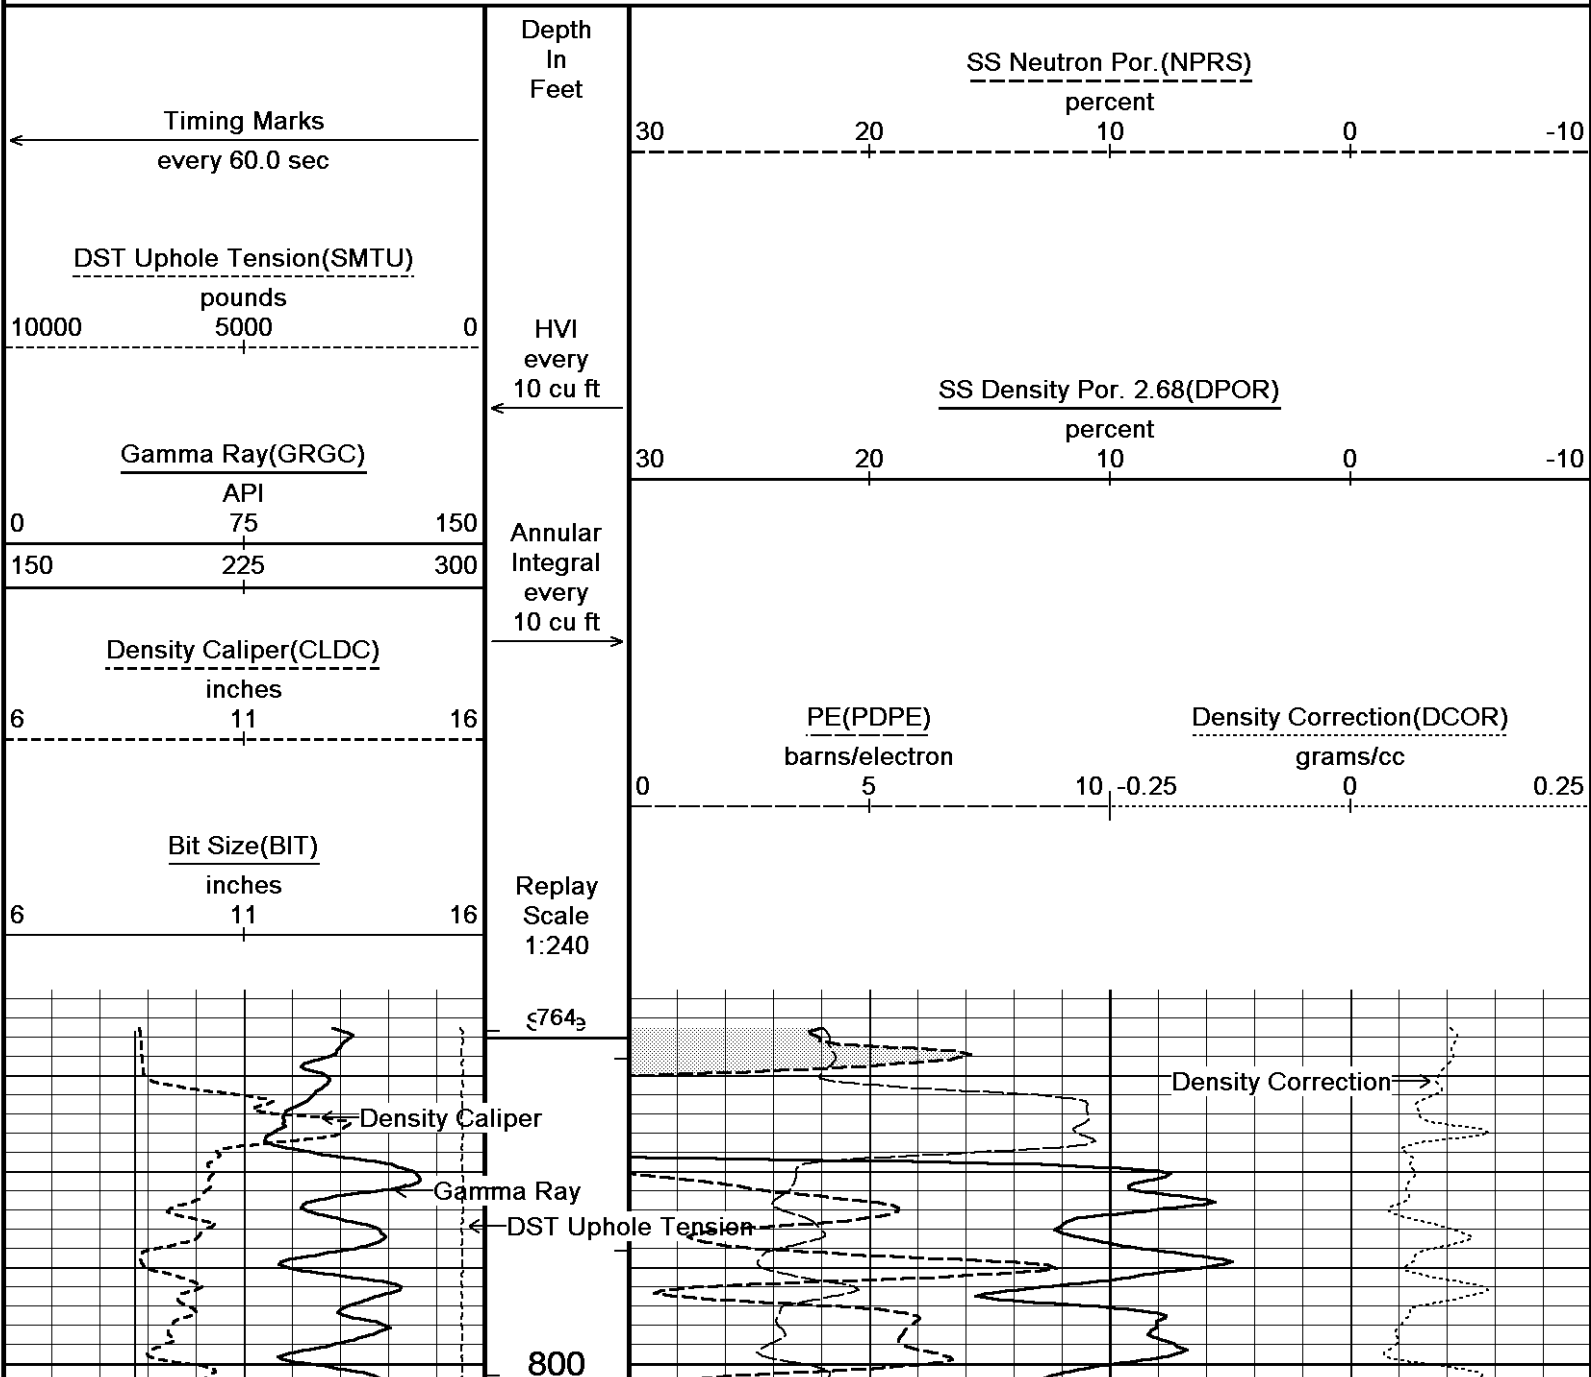 Timing Marks
every 60.0 sec
DST Uphole Tension(SMTU)
pounds
10000 5000 0
Gamma Ray(GRGC)
API
0 75 150
150 225 300
Density Caliper(CLDC)
inches
6 11 16
Bit Size(BIT)
inches
6 11 16
Depth
In
Feet
HVI
every
10 cu ft
Annular
Integral
every
10 cu ft
Replay
Scale
1:240
SS Neutron Por.(NPRS)
percent
30 20 10 0 -10
SS Density Por. 2.68(DPOR)
percent
30 20 10 0 -10
PE(PDPE)
barns/electron
0 5 10
Density Correction(DCOR)
grams/cc
-0.25 0 0.25
764
Density Correction
Density Caliper
Gamma Ray
DST Uphole Tension
800